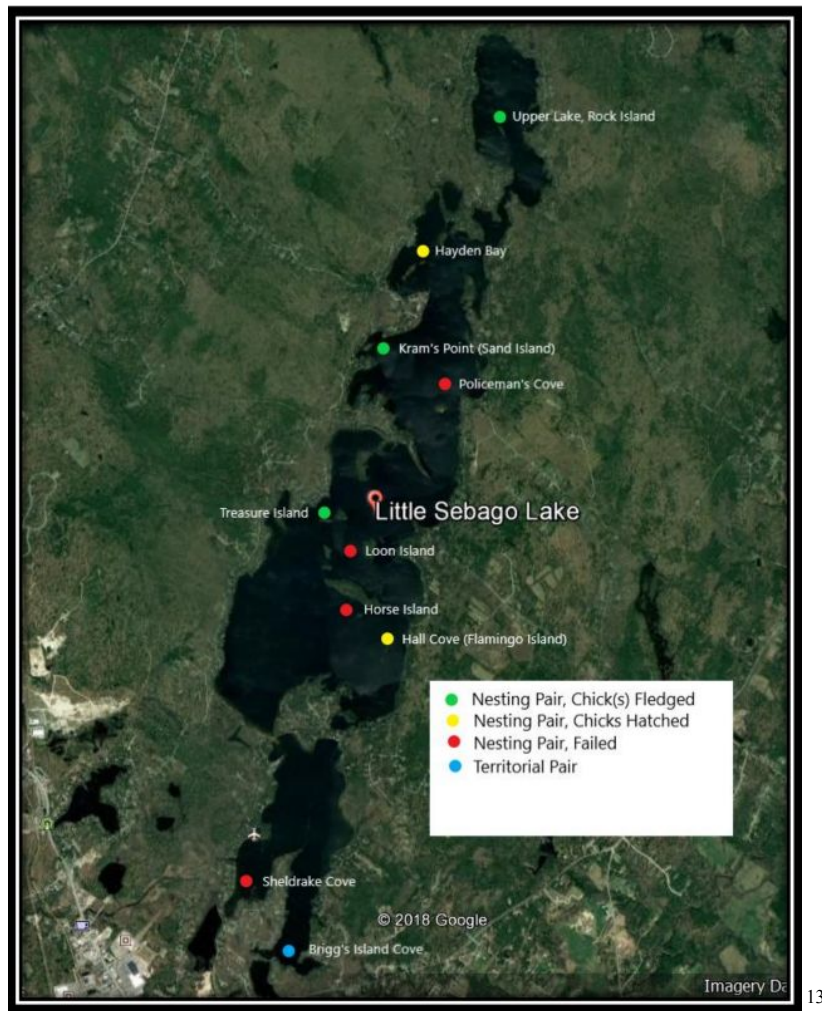 Upper Lake, Rock Island
Hayden Bay
Kram's Point (Sand Island)
Policeman's Cove
Treasure Island
Little Sebago Lake
Loon Island
Horse Island
Hall Cove (Flamingo Island)
Nesting Pair, Chick(s) Fledged
Nesting Pair, Chicks Hatched
Nesting Pair, Failed
Territorial Pair
Sheldrake Cove
© 2018 Google
Brigg's Island Cove
Imagery Da
13